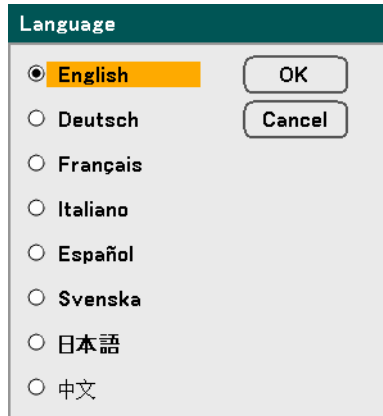 Language
English
OK
Deutsch
Cancel
Français
Italiano
Español
Svenska
日本語
中文